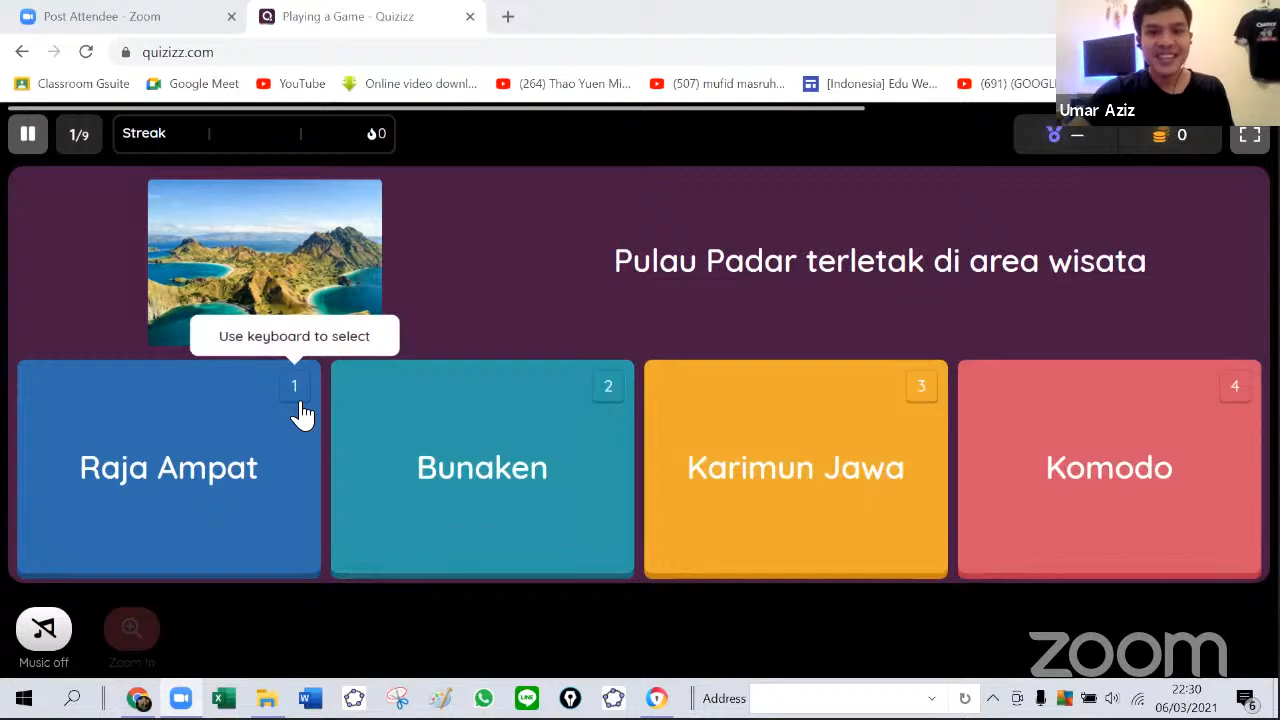 Post Attendee - Zoom
Playing a Game - Quizizz
quizizz.com
Classroom Gsuite
Google Meet
YouTube
Online video downl...
(264) Thao Yuen Mi...
(507) mufid masruh...
[Indonesia] Edu We...
(691) (GOOGL
Umar Aziz
1/9
Streak
0
—
0
Pulau Padar terletak di area wisata
Use keyboard to select
1
2
3
4
Raja Ampat
Bunaken
Karimun Jawa
Komodo
Music off
Zoom In
zoom
Address
22:30
06/03/2021
6